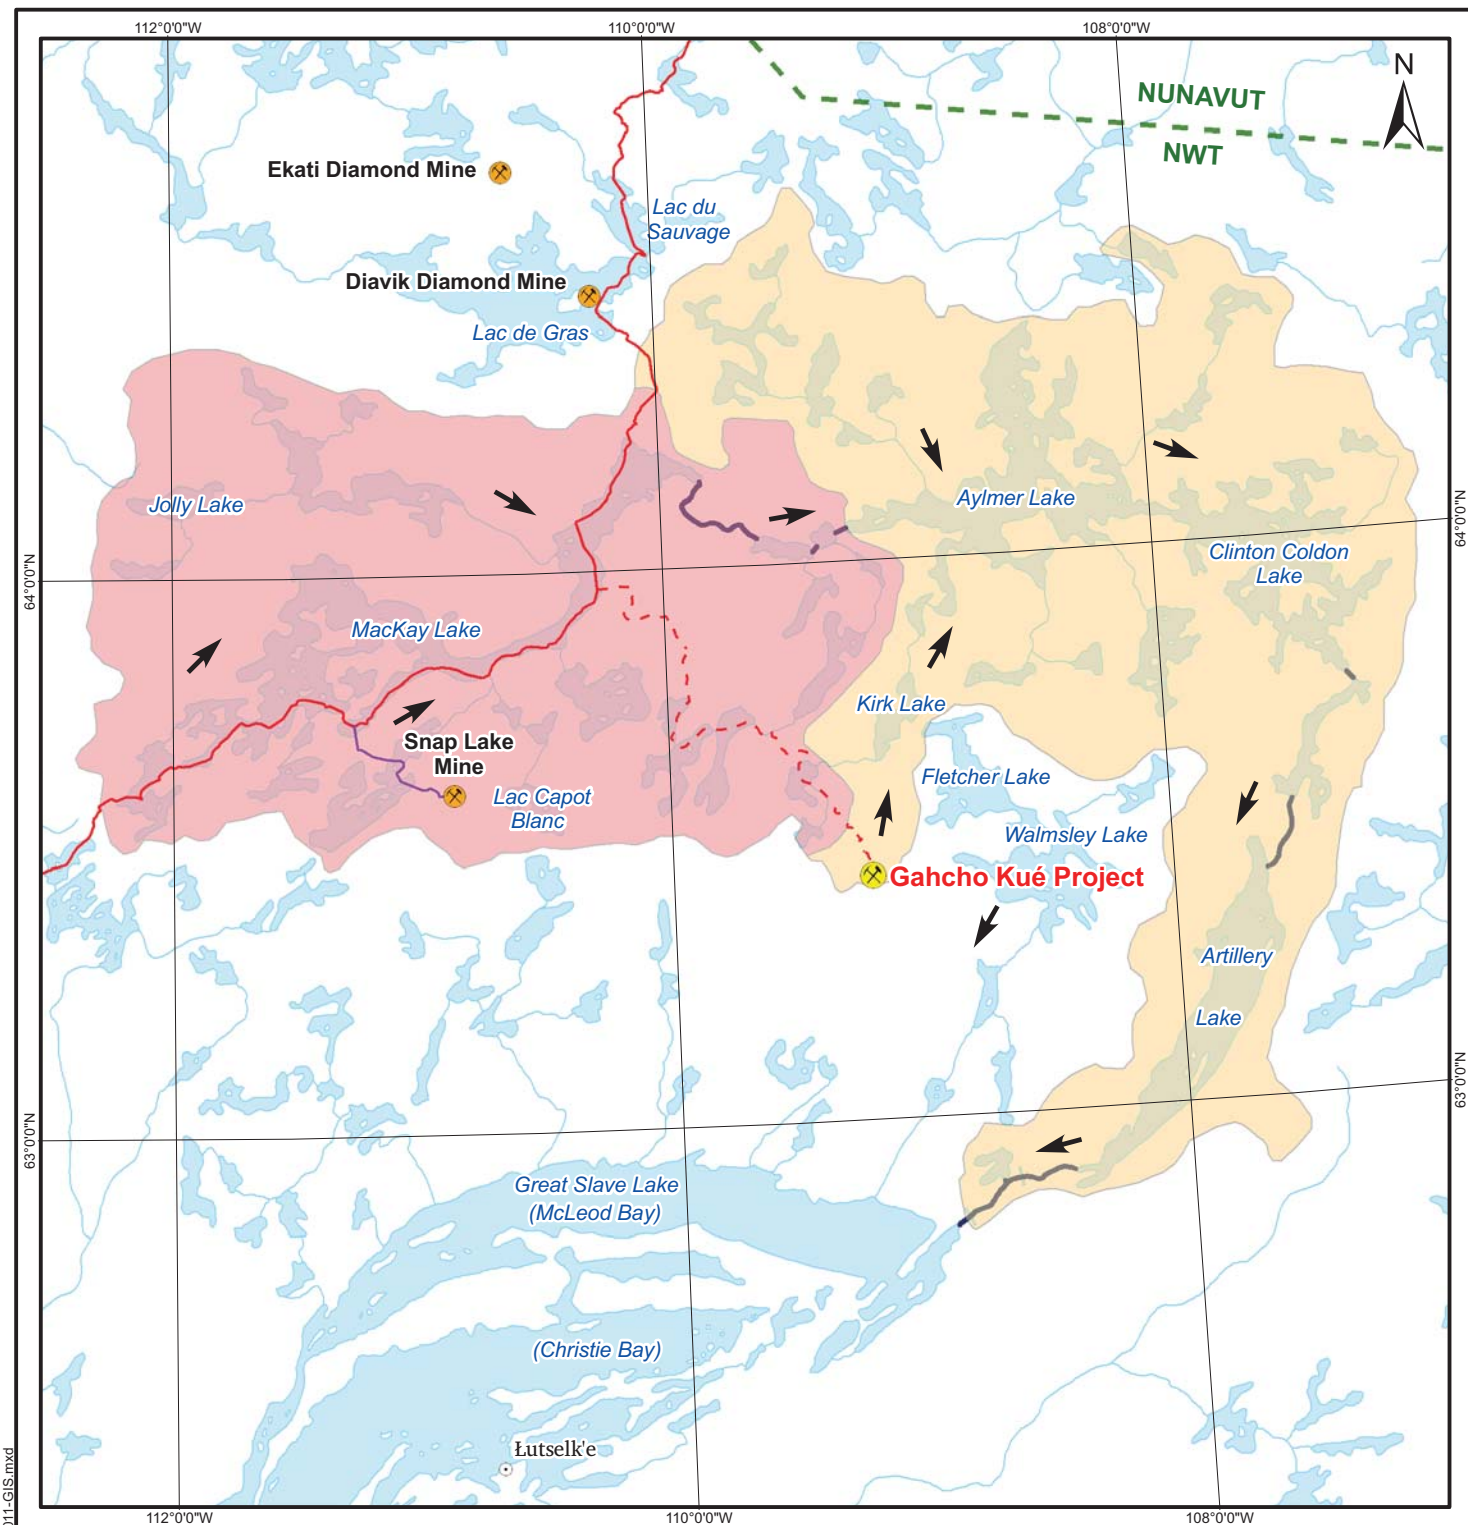 112°0'0"W
110°0'0"W
108°0'0"W
N
NUNAVUT
NWT
Ekati Diamond Mine
Lac du
Sauvage
Diavik Diamond Mine
Lac de Gras
Jolly Lake
Aylmer Lake
64°0'0"N
Clinton Coldon
Lake
64°0'0"N
MacKay Lake
Kirk Lake
Snap Lake
Mine
Fletcher Lake
Lac Capot
Blanc
Walmsley Lake
Gahcho Kué Project
Artillery
Lake
63°0'0"N
63°0'0"N
Great Slave Lake
(McLeod Bay)
(Christie Bay)
Łutselk'e
011-GIS.mxd
112°0'0"W
110°0'0"W
108°0'0"W